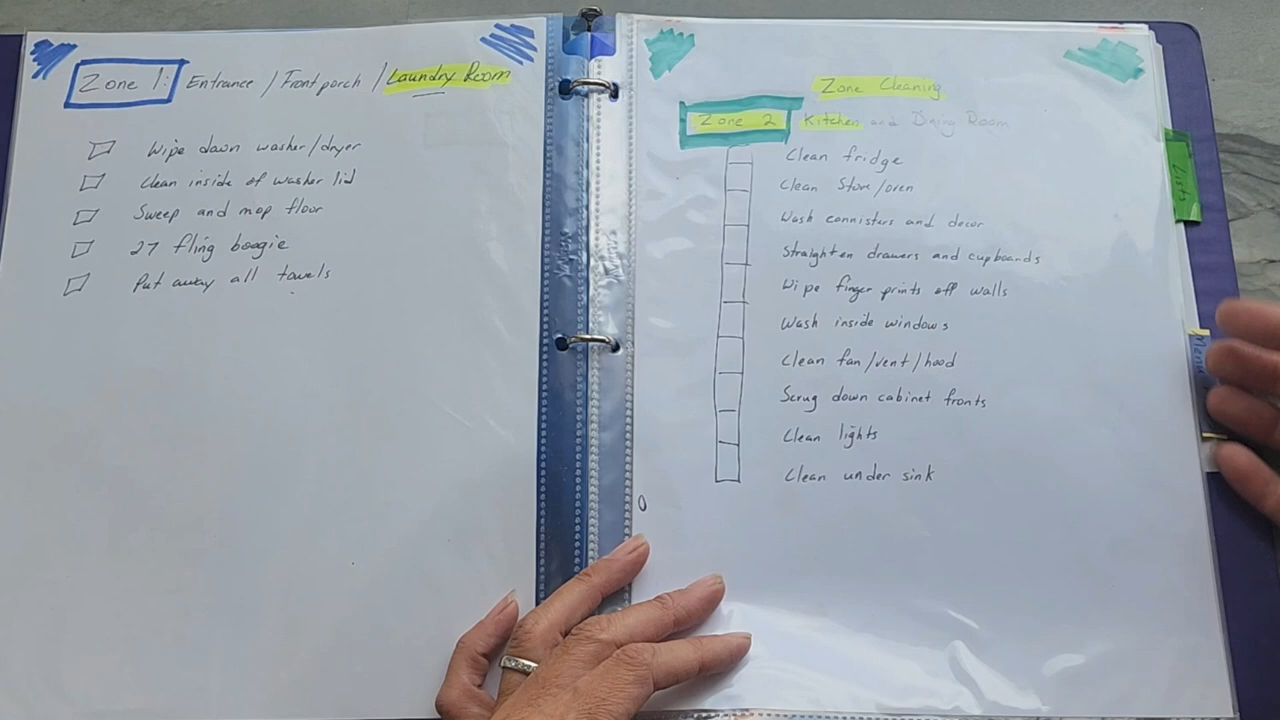 Zone 1: Entrance / Front porch / Laundry Room
Wipe down washer/dryer
Clean inside of washer lid
Sweep and mop floor
27 fling boogie
Put away all towels
Zone Cleaning
Zone 2 Kitchen and Dining Room
Clean fridge
Clean Stove/oven
Wash cannisters and decor
Straighten drawers and cupboards
Wipe finger prints off walls
Wash inside windows
Clean fan/vent/hood
Scrug down cabinet fronts
Clean lights
Clean under sink
Lists
Menu